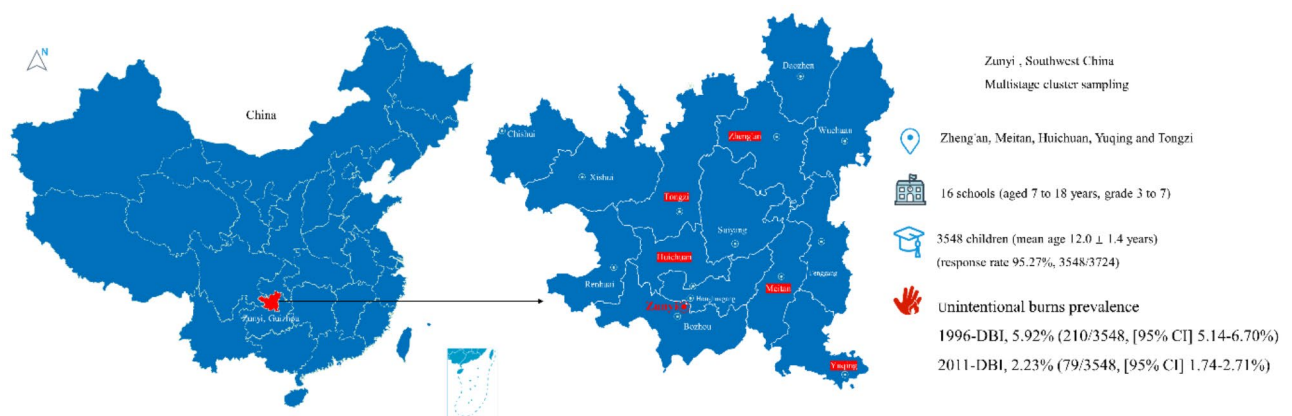 N
China
Zunyi, Guizhou
Daozhen
Zheng'an
Wuchuan
Chishui
Xishui
Tongzi
Suiyang
Huichuan
Renhuai
Meitan
Bozhou
Yuqing
Zunyi , Southwest China
Multistage cluster sampling
Zheng'an, Meitan, Huichuan, Yuqing and Tongzi
16 schools (aged 7 to 18 years, grade 3 to 7)
3548 children (mean age 12.0 ± 1.4 years)
(response rate 95.27%, 3548/3724)
Unintentional burns prevalence
1996-DBI, 5.92% (210/3548, [95% CI] 5.14-6.70%)
2011-DBI, 2.23% (79/3548, [95% CI] 1.74-2.71%)